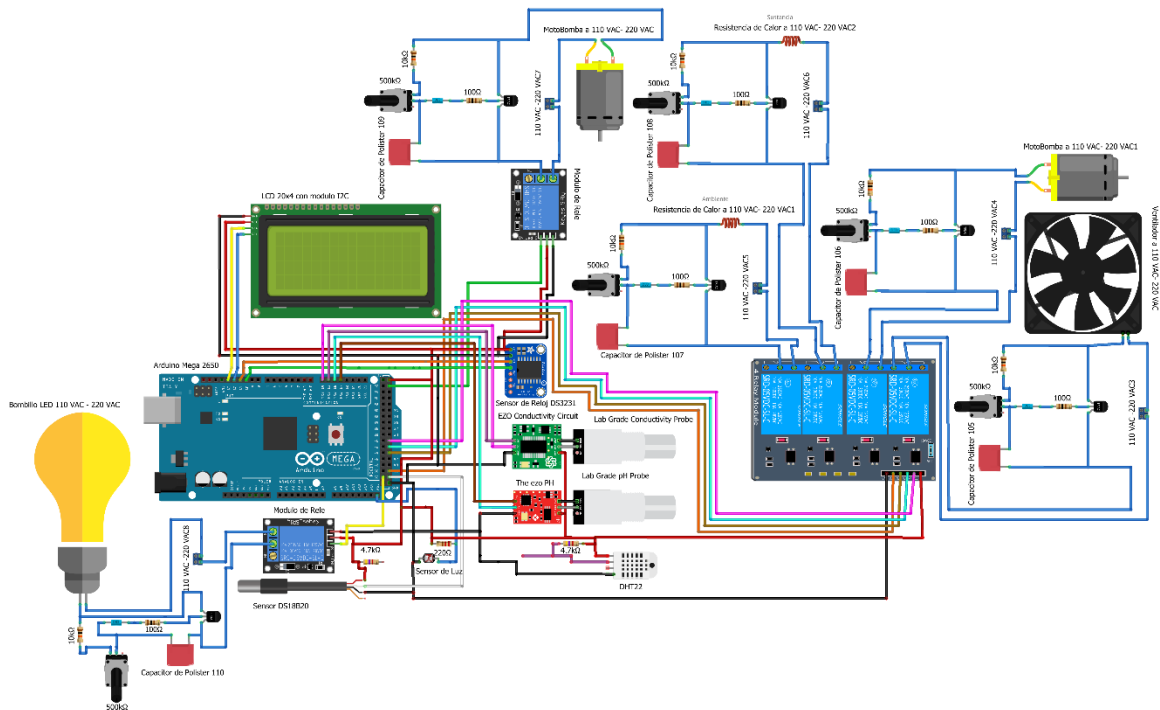 MotoBomba a 110 VAC- 220 VAC
10kΩ
500kΩ
100Ω
110 VAC -220 VAC7
Capacitor de Polister 109
Modulo de Rele
Resistencia de Calor a 110 VAC- 220 VAC2
10kΩ
500kΩ
100Ω
110 VAC -220 VAC6
Capacitor de Polister 108
MotoBomba a 110 VAC- 220 VAC1
10kΩ
500kΩ
100Ω
110 VAC -220 VAC4
Capacitor de Polister 106
Ventilador a 110 VAC- 220 VAC
LCD 20x4 con modulo I2C
Ambiente
Resistencia de Calor a 110 VAC- 220 VAC1
10kΩ
500kΩ
100Ω
110 VAC -220 VAC5
Capacitor de Polister 107
4 Relay Module
10kΩ
500kΩ
100Ω
110 VAC -220 VAC3
Capacitor de Polister 105
Arduino Mega 2650
Arduino
MEGA
Sensor de Reloj DS3231
EZO Conductivity Circuit
Lab Grade Conductivity Probe
Lab Grade pH Probe
The ezo PH
Bombillo LED 110 VAC - 220 VAC
Modulo de Rele
110 VAC -220 VAC8
4.7kΩ
220Ω
Sensor de Luz
4.7kΩ
DHT22
Sensor DS18B20
10kΩ
100Ω
Capacitor de Polister 110
500kΩ